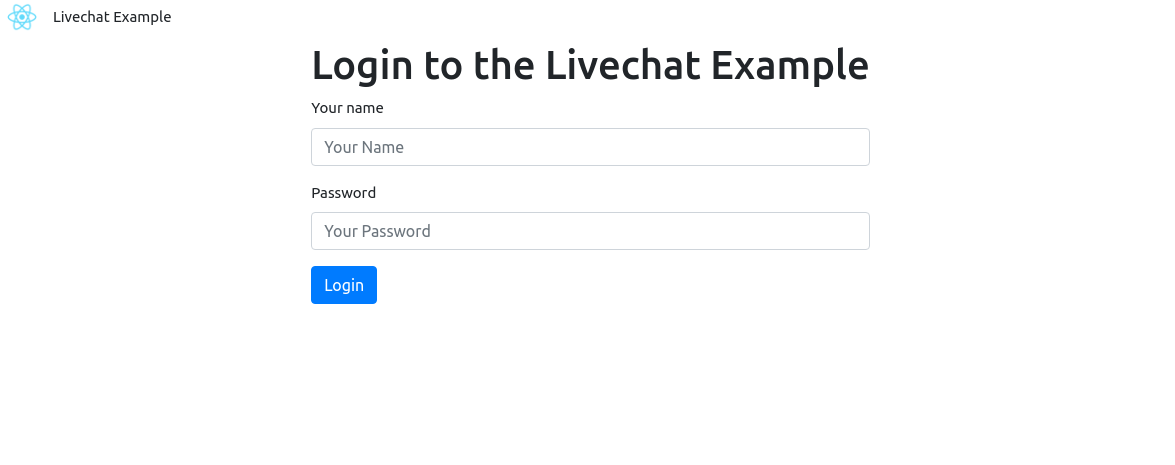 Livechat Example
Login to the Livechat Example
Your name
Your Name
Password
Your Password
Login